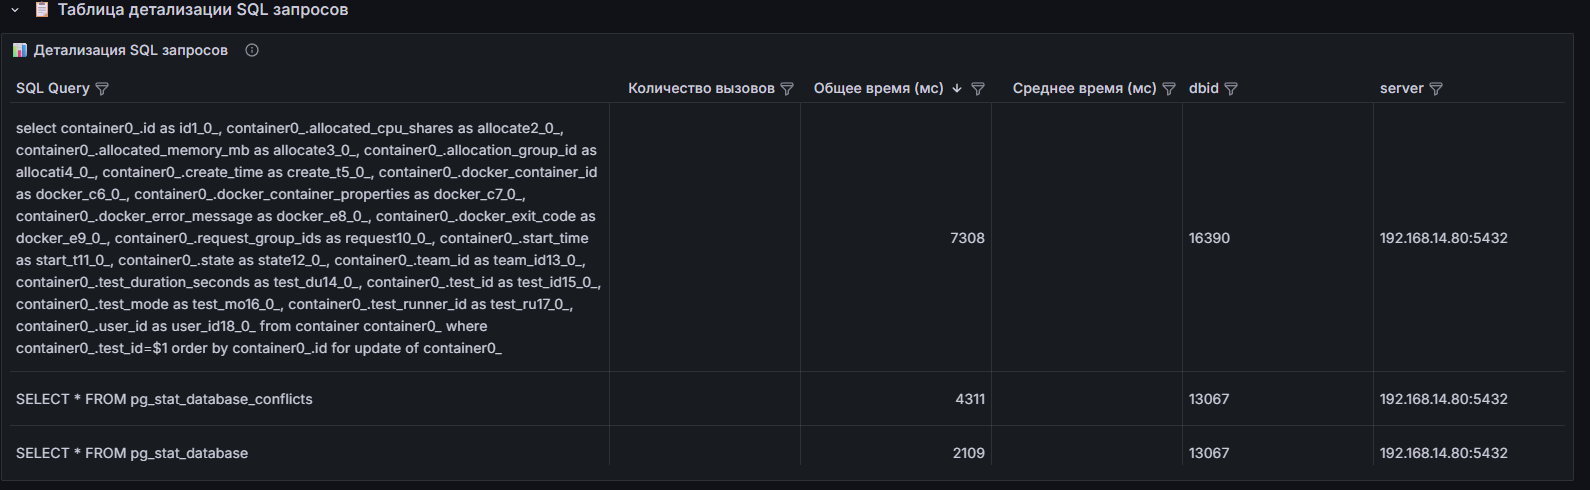 Таблица детализации SQL запросов
Детализация SQL запросов
SQL Query
Количество вызовов
Общее время (мс)
Среднее время (мс)
dbid
server
select container0_.id as id1_0_, container0_.allocated_cpu_shares as allocate2_0_,
container0_.allocated_memory_mb as allocate3_0_, container0_.allocation_group_id as
allocati4_0_, container0_.create_time as create_t5_0_, container0_.docker_container_id
as docker_c6_0_, container0_.docker_container_properties as docker_c7_0_,
container0_.docker_error_message as docker_e8_0_, container0_.docker_exit_code as
docker_e9_0_, container0_.request_group_ids as request10_0_, container0_.start_time
as start_t11_0_, container0_.state as state12_0_, container0_.team_id as team_id13_0_,
container0_.test_duration_seconds as test_du14_0_, container0_.test_id as test_id15_0_,
container0_.test_mode as test_mo16_0_, container0_.test_runner_id as test_ru17_0_,
container0_.user_id as user_id18_0_ from container container0_ where
container0_.test_id=$1 order by container0_.id for update of container0_
7308
16390
192.168.14.80:5432
SELECT * FROM pg_stat_database_conflicts
4311
13067
192.168.14.80:5432
SELECT * FROM pg_stat_database
2109
13067
192.168.14.80:5432